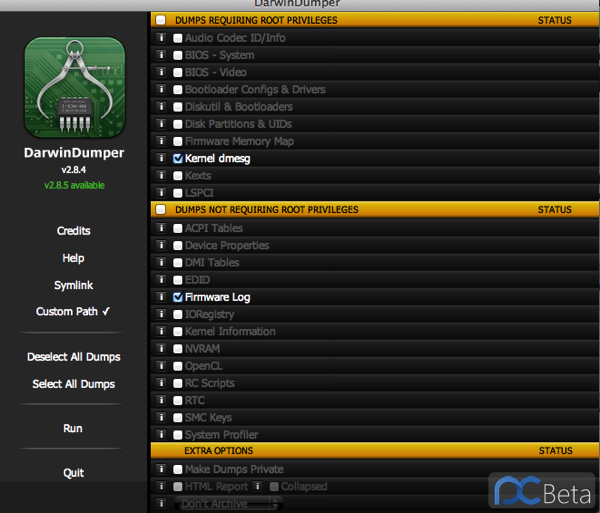 DarwinDumper
DUMPS REQUIRING ROOT PRIVILEGES STATUS
Audio Codec ID/Info
BIOS - System
BIOS - Video
Bootloader Configs & Drivers
Diskutil & Bootloaders
Disk Partitions & UIDs
Firmware Memory Map
Kernel dmesg
Kexts
LSPCI
DUMPS NOT REQUIRING ROOT PRIVILEGES STATUS
ACPI Tables
Device Properties
DMI Tables
EDID
Firmware Log
IORegistry
Kernel Information
NVRAM
OpenCL
RC Scripts
RTC
SMC Keys
System Profiler
EXTRA OPTIONS STATUS
Make Dumps Private
HTML Report Collapsed
Don't Archive
DarwinDumper
v2.8.4
v2.8.5 available
Credits
Help
Symlink
Custom Path ✓
Deselect All Dumps
Select All Dumps
Run
Quit
PCBeta